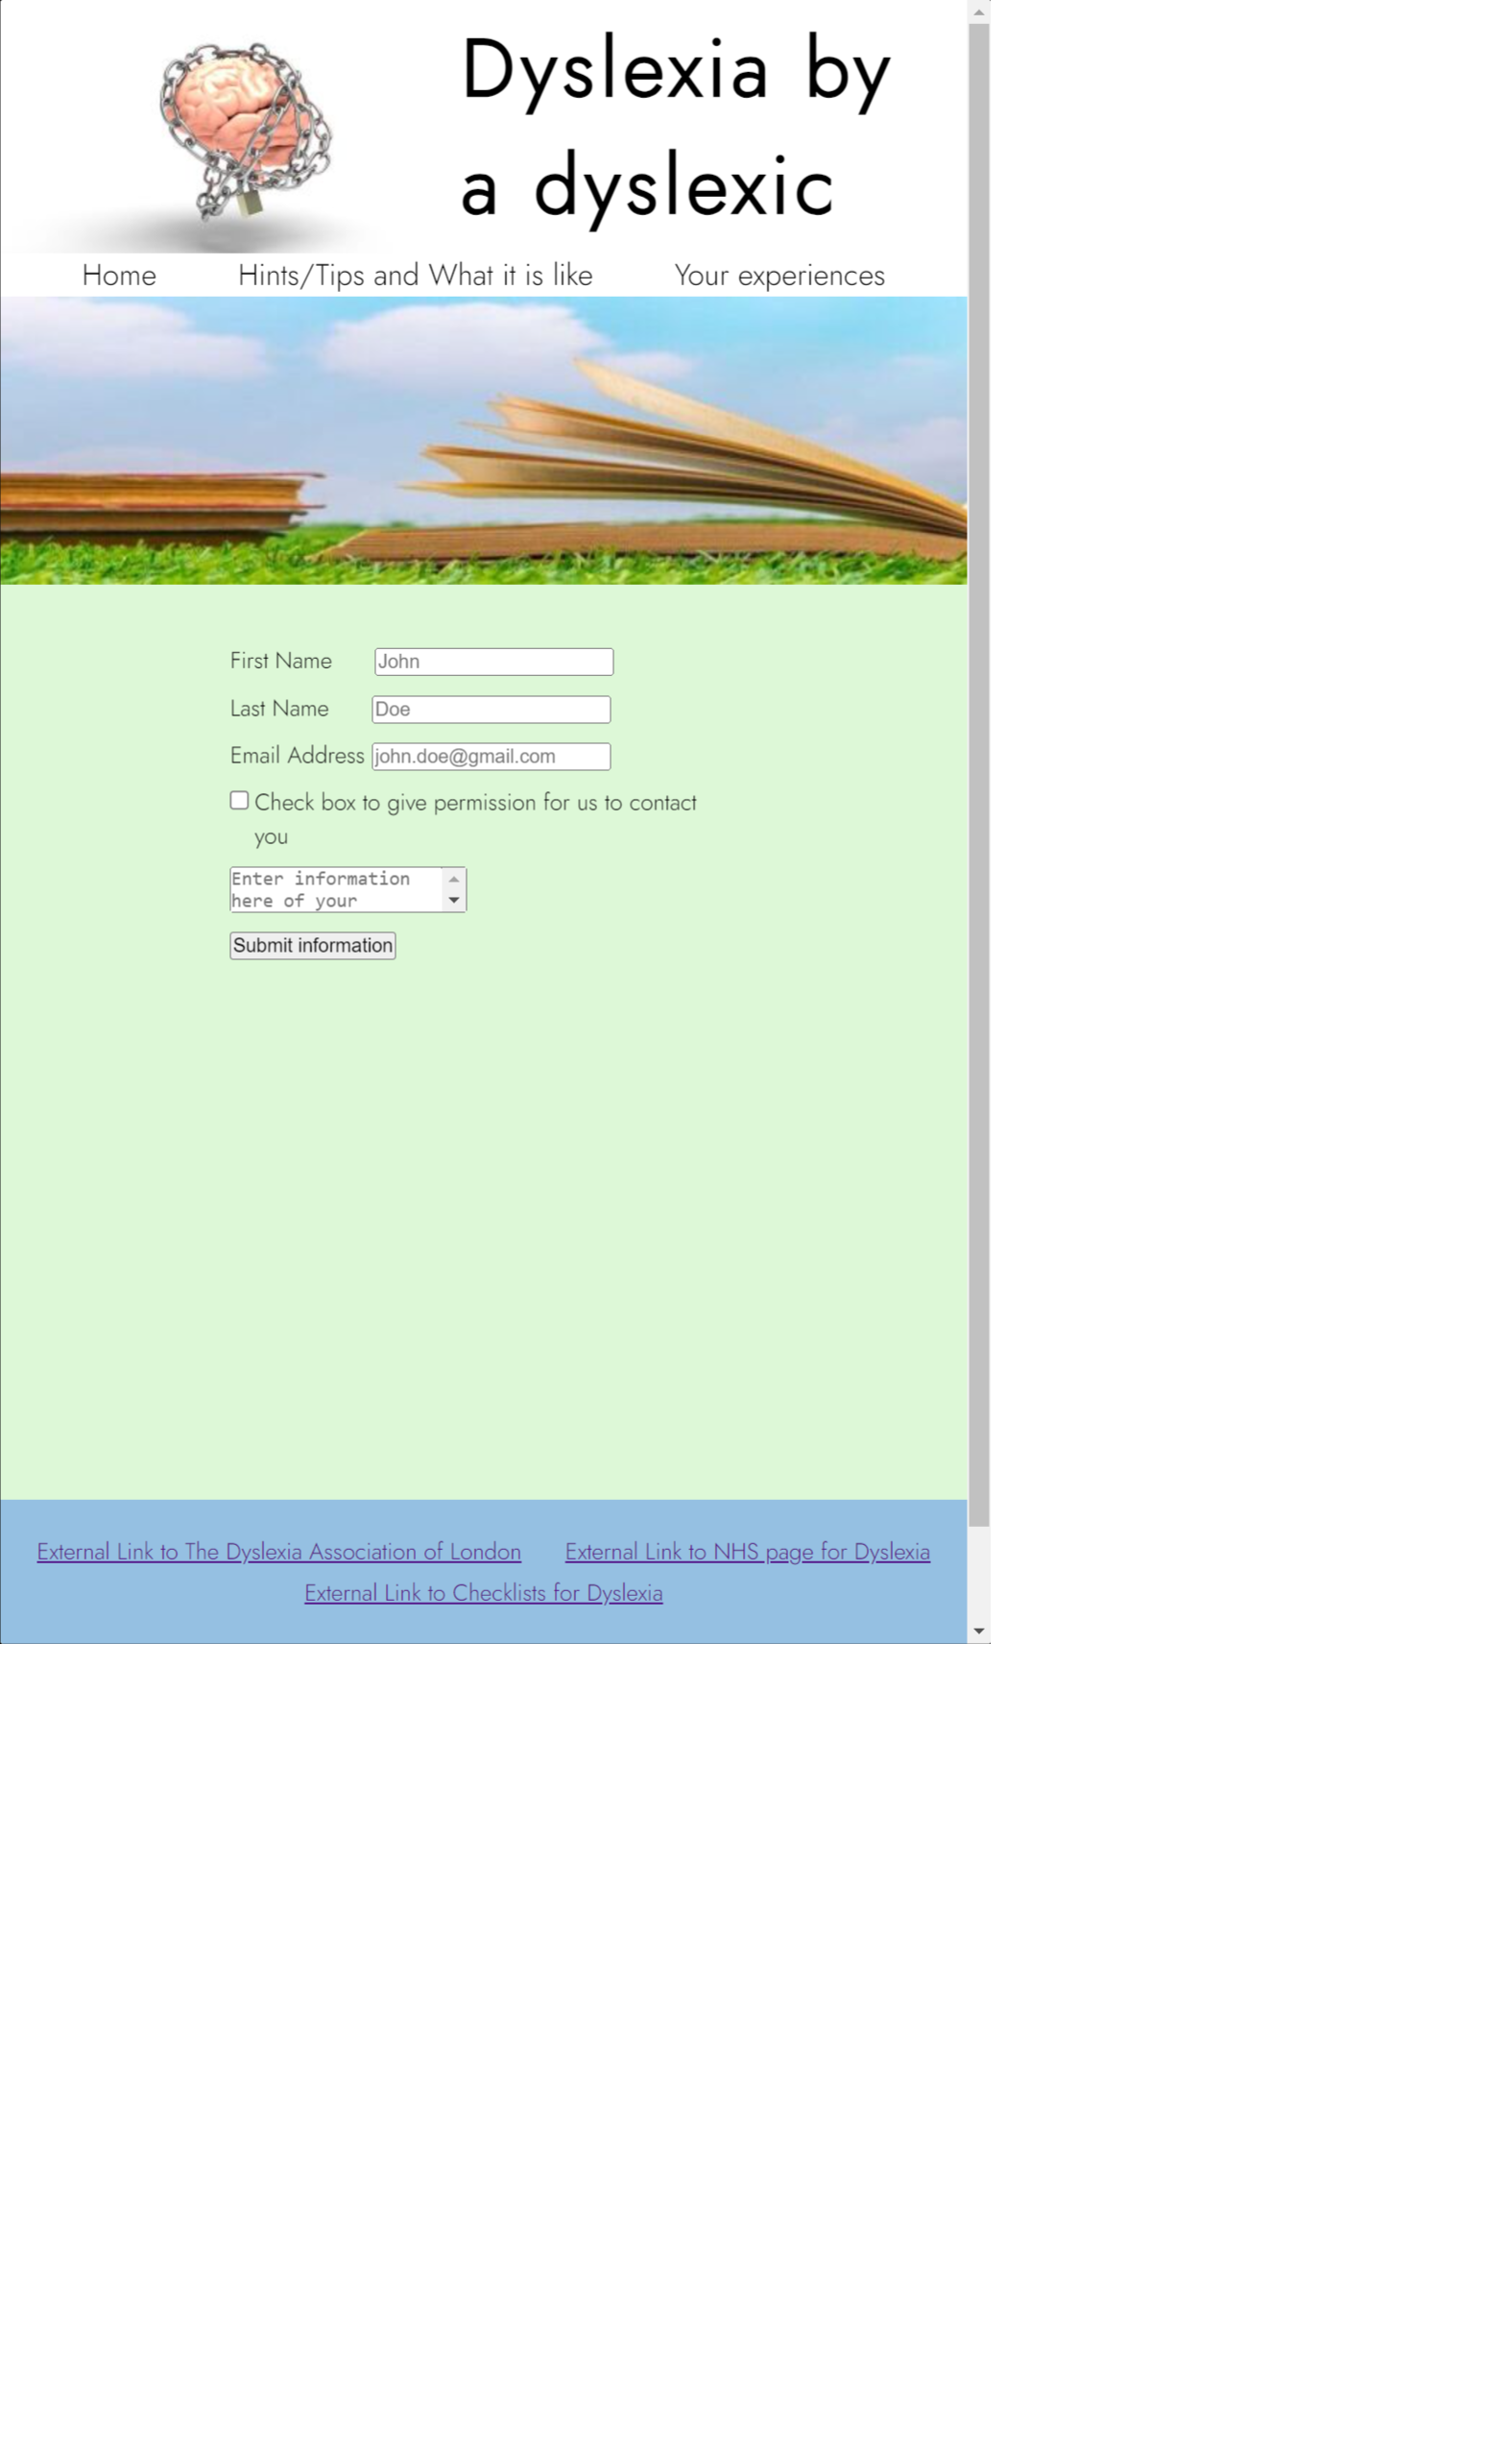 Dyslexia by
a dyslexic
Home Hints/Tips and What it is like Your experiences
First Name John
Last Name Doe
Email Address john.doe@gmail.com
Check box to give permission for us to contact
you
Enter information
here of your
Submit information
External Link to The Dyslexia Association of London External Link to NHS page for Dyslexia
External Link to Checklists for Dyslexia